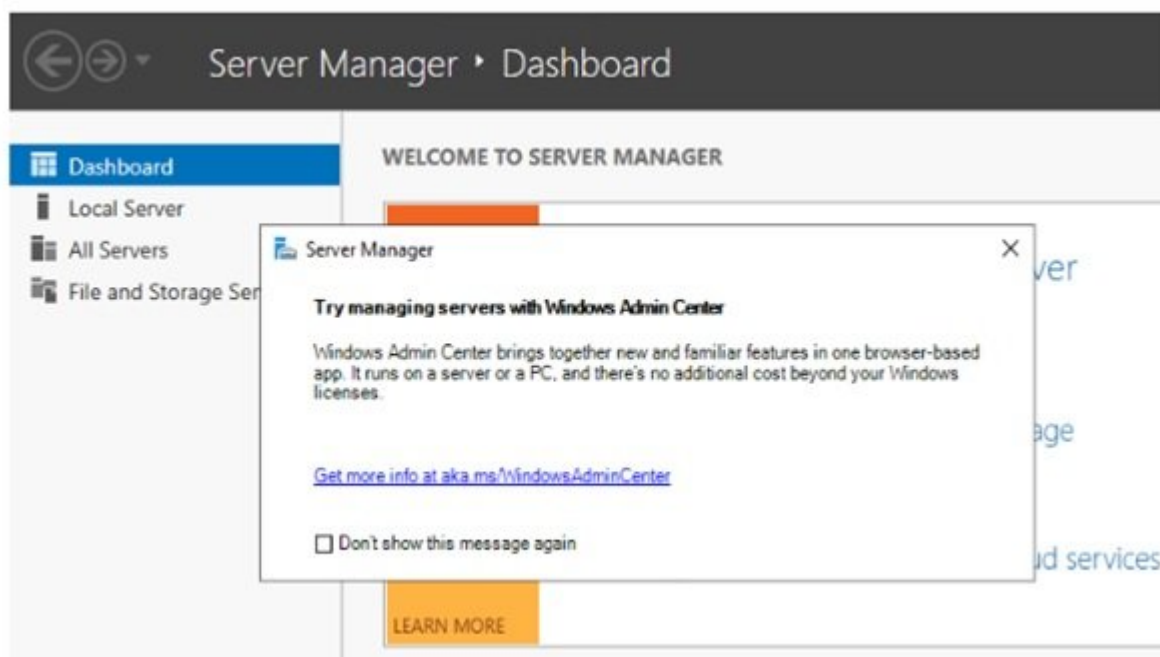 Server Manager ‣ Dashboard
Dashboard
Local Server
All Servers
File and Storage Ser
WELCOME TO SERVER MANAGER
Server Manager
Try managing servers with Windows Admin Center
Windows Admin Center brings together new and familiar features in one browser-based
app. It runs on a server or a PC, and there's no additional cost beyond your Windows
licenses.
Get more info at aka.ms/WindowsAdminCenter
Don't show this message again
ver
age
ud services
LEARN MORE